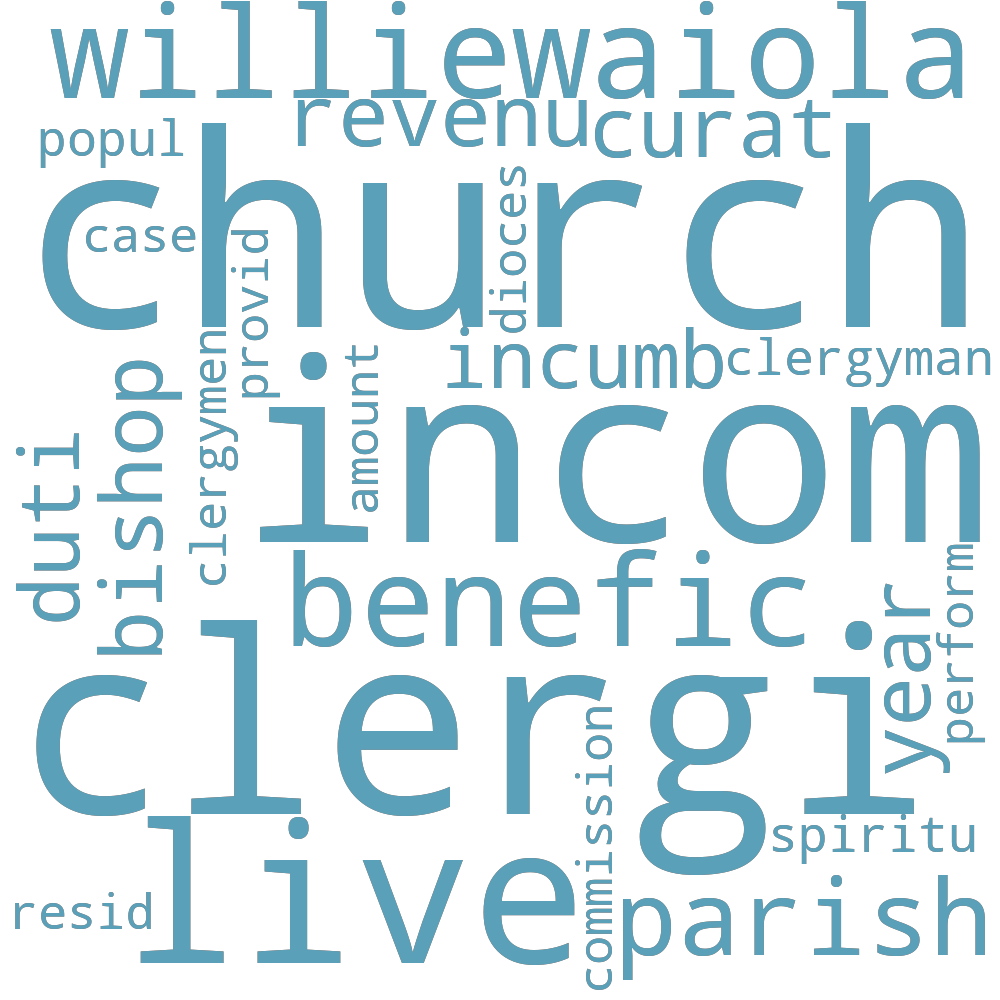 williewaiola
revenu
curat
popul
church
case
dioces
provid
incumb
clergyman
clergymen
amount
bishop
duti
incom
benefic
perform
year
clergi
commission
spiritu
live
resid
parish